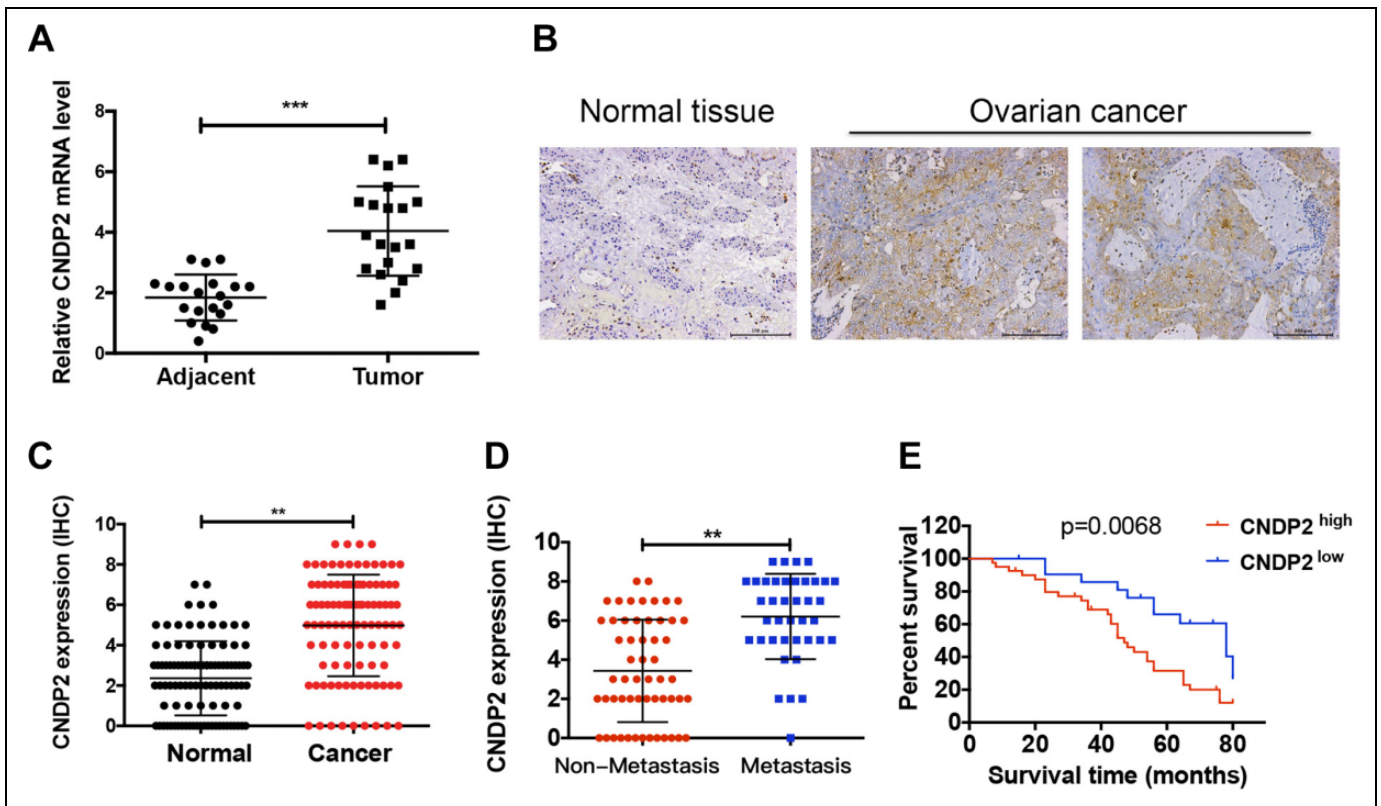 A
Relative CNDP2 mRNA level
8
6
4
2
0
***
Adjacent
Tumor
B
Normal tissue
Ovarian cancer
C
CNDP2 expression (IHC)
10
8
6
4
2
0
**
Normal
Cancer
D
CNDP2 expression (IHC)
10
8
6
4
2
0
**
Non-Metastasis
Metastasis
E
Percent survival
120
100
80
60
40
20
0
p=0.0068
CNDP2 high
CNDP2 low
0 20 40 60 80
Survival time (months)